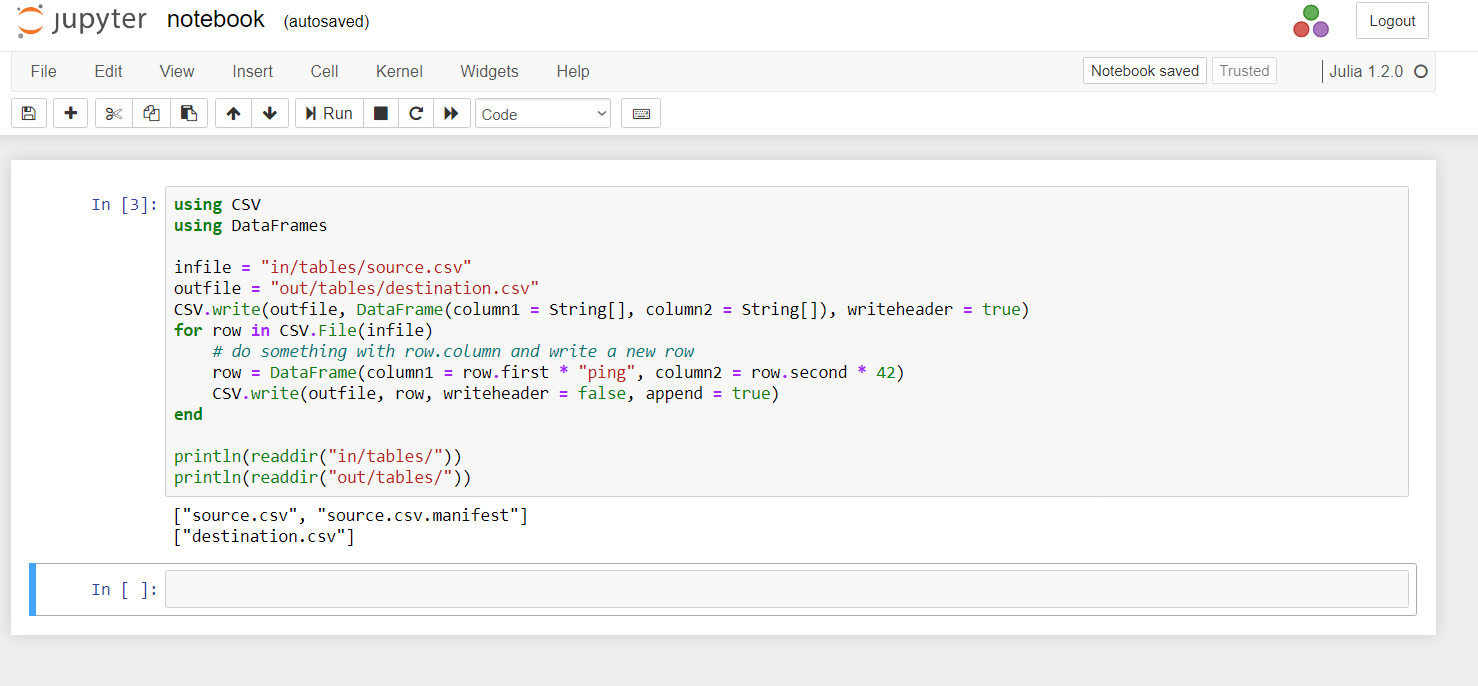 jupyter notebook (autosaved) Logout
File Edit View Insert Cell Kernel Widgets Help Notebook saved Trusted Julia 1.2.0
Run Code
In [3]: using CSV
using DataFrames
infile = "in/tables/source.csv"
outfile = "out/tables/destination.csv"
CSV.write(outfile, DataFrame(column1 = String[], column2 = String[]), writeheader = true)
for row in CSV.File(infile)
    # do something with row.column and write a new row
    row = DataFrame(column1 = row.first * "ping", column2 = row.second * 42)
    CSV.write(outfile, row, writeheader = false, append = true)
end
println(readdir("in/tables/"))
println(readdir("out/tables/"))
["source.csv", "source.csv.manifest"]
["destination.csv"]
In [ ]: